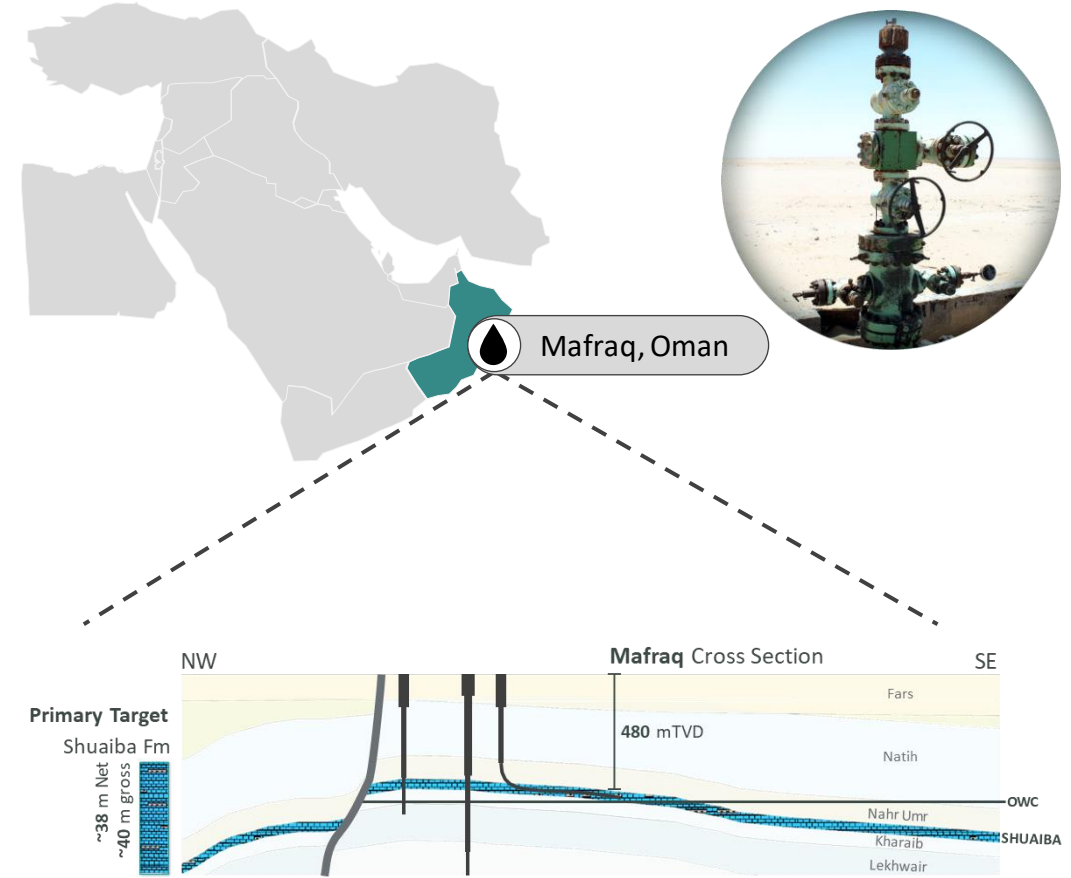 Mafraq, Oman
NW
Mafraq Cross Section
SE
Fars
Primary Target
Shuaiba Fm
480 mTVD
Natih
~38 m Net
~40 m gross
OWC
Nahr Umr
SHUAIBA
Kharaib
Lekhwair